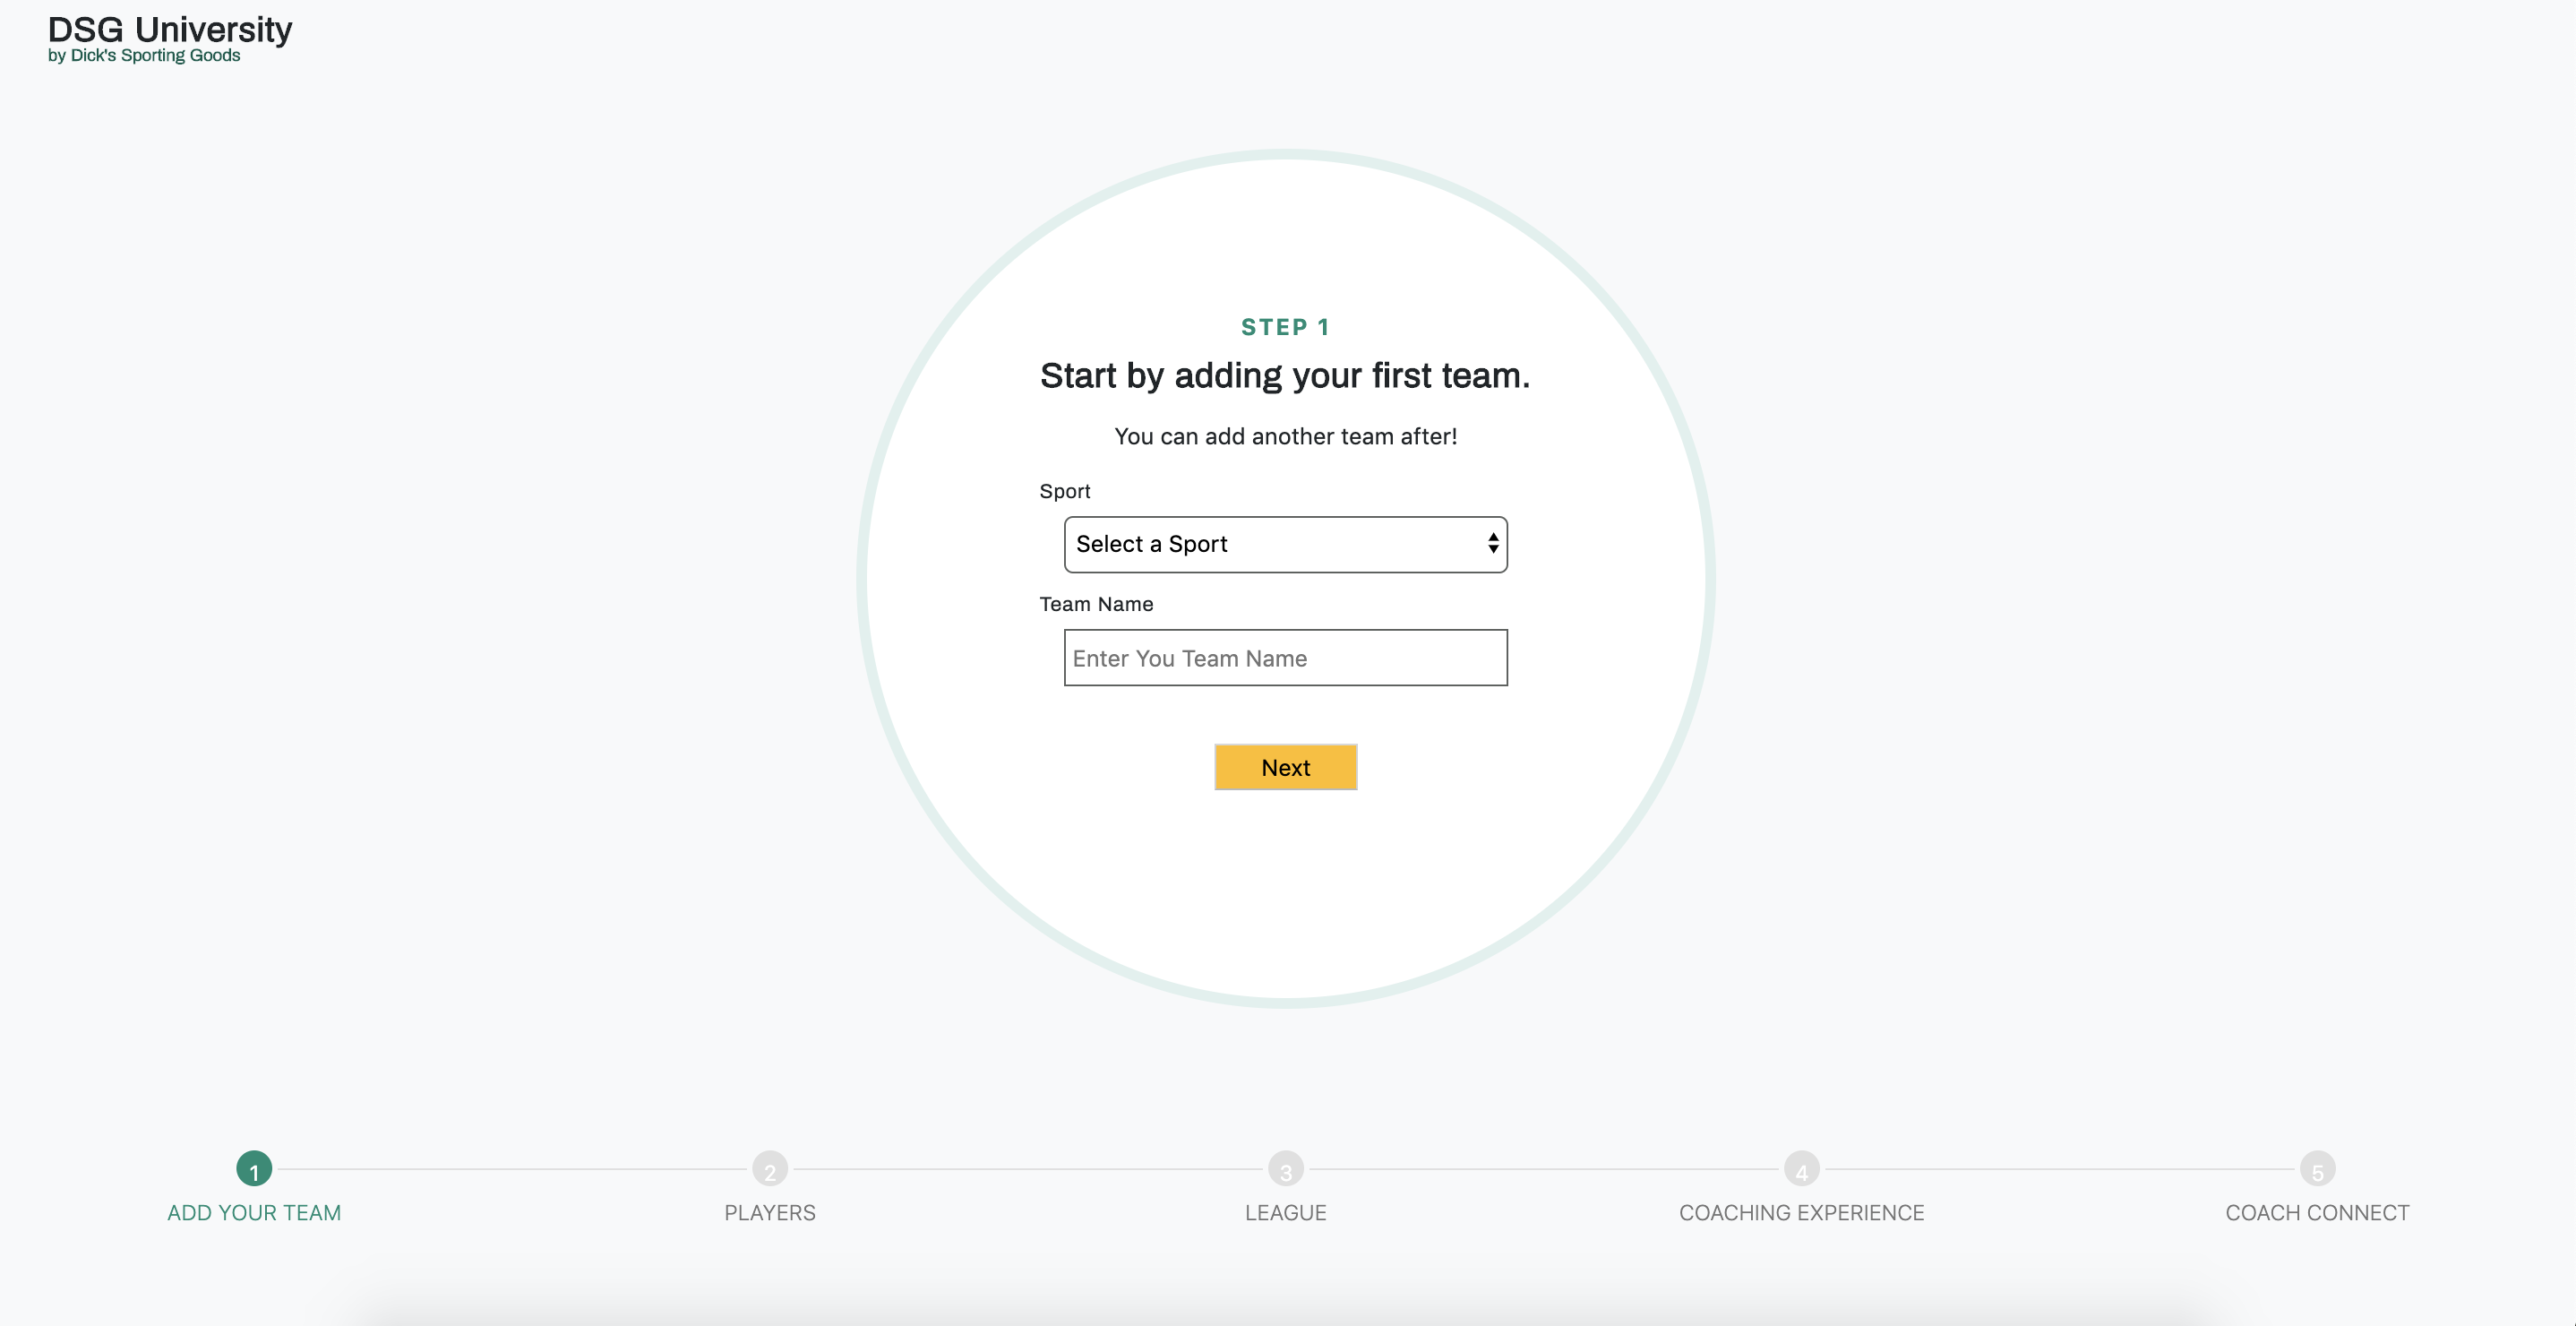 DSG University
by Dick's Sporting Goods
STEP 1
Start by adding your first team.
You can add another team after!
Sport
Select a Sport
Team Name
Enter You Team Name
Next
1
2
3
4
5
ADD YOUR TEAM
PLAYERS
LEAGUE
COACHING EXPERIENCE
COACH CONNECT